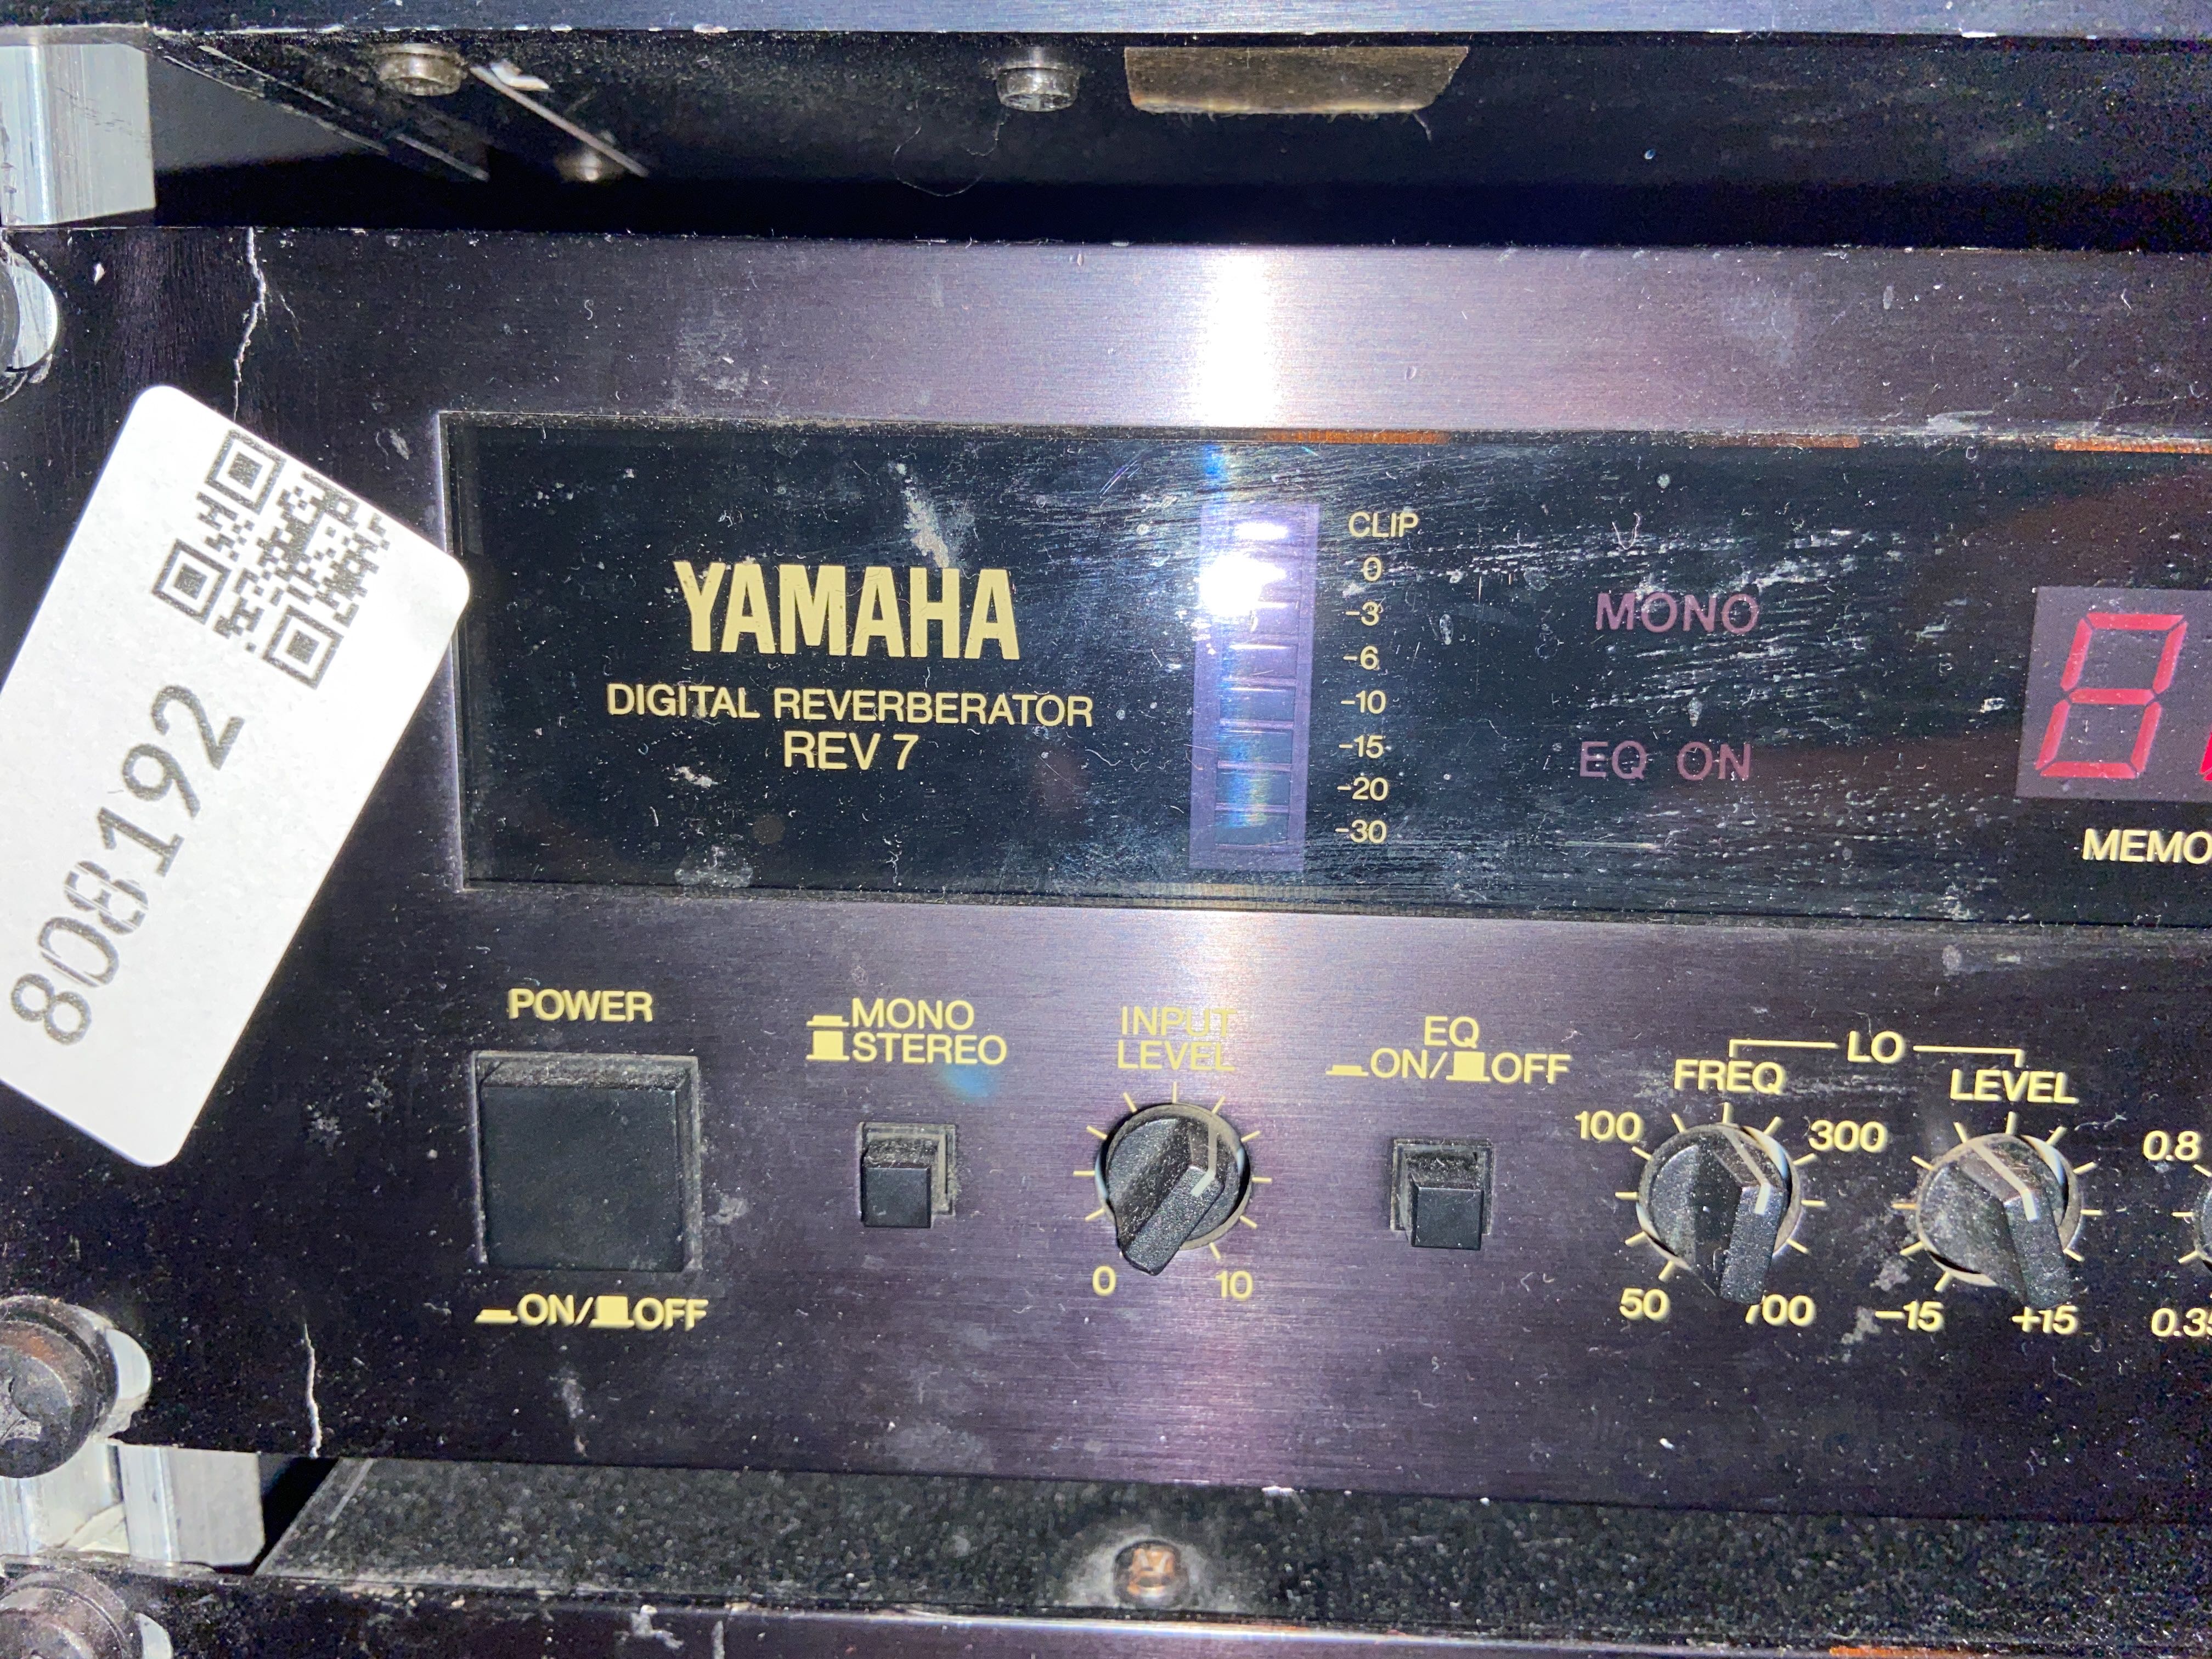 808192
YAMAHA
DIGITAL REVERBERATOR
REV 7
CLIP
0
-3
-6
-10
-15
-20
-30
MONO
EQ ON
8
POWER
ON/ OFF
MONO
STEREO
INPUT
LEVEL
0 10
EQ
ON/ OFF
LO
FREQ
100 300
50 700
LEVEL
-15 +15
0.8